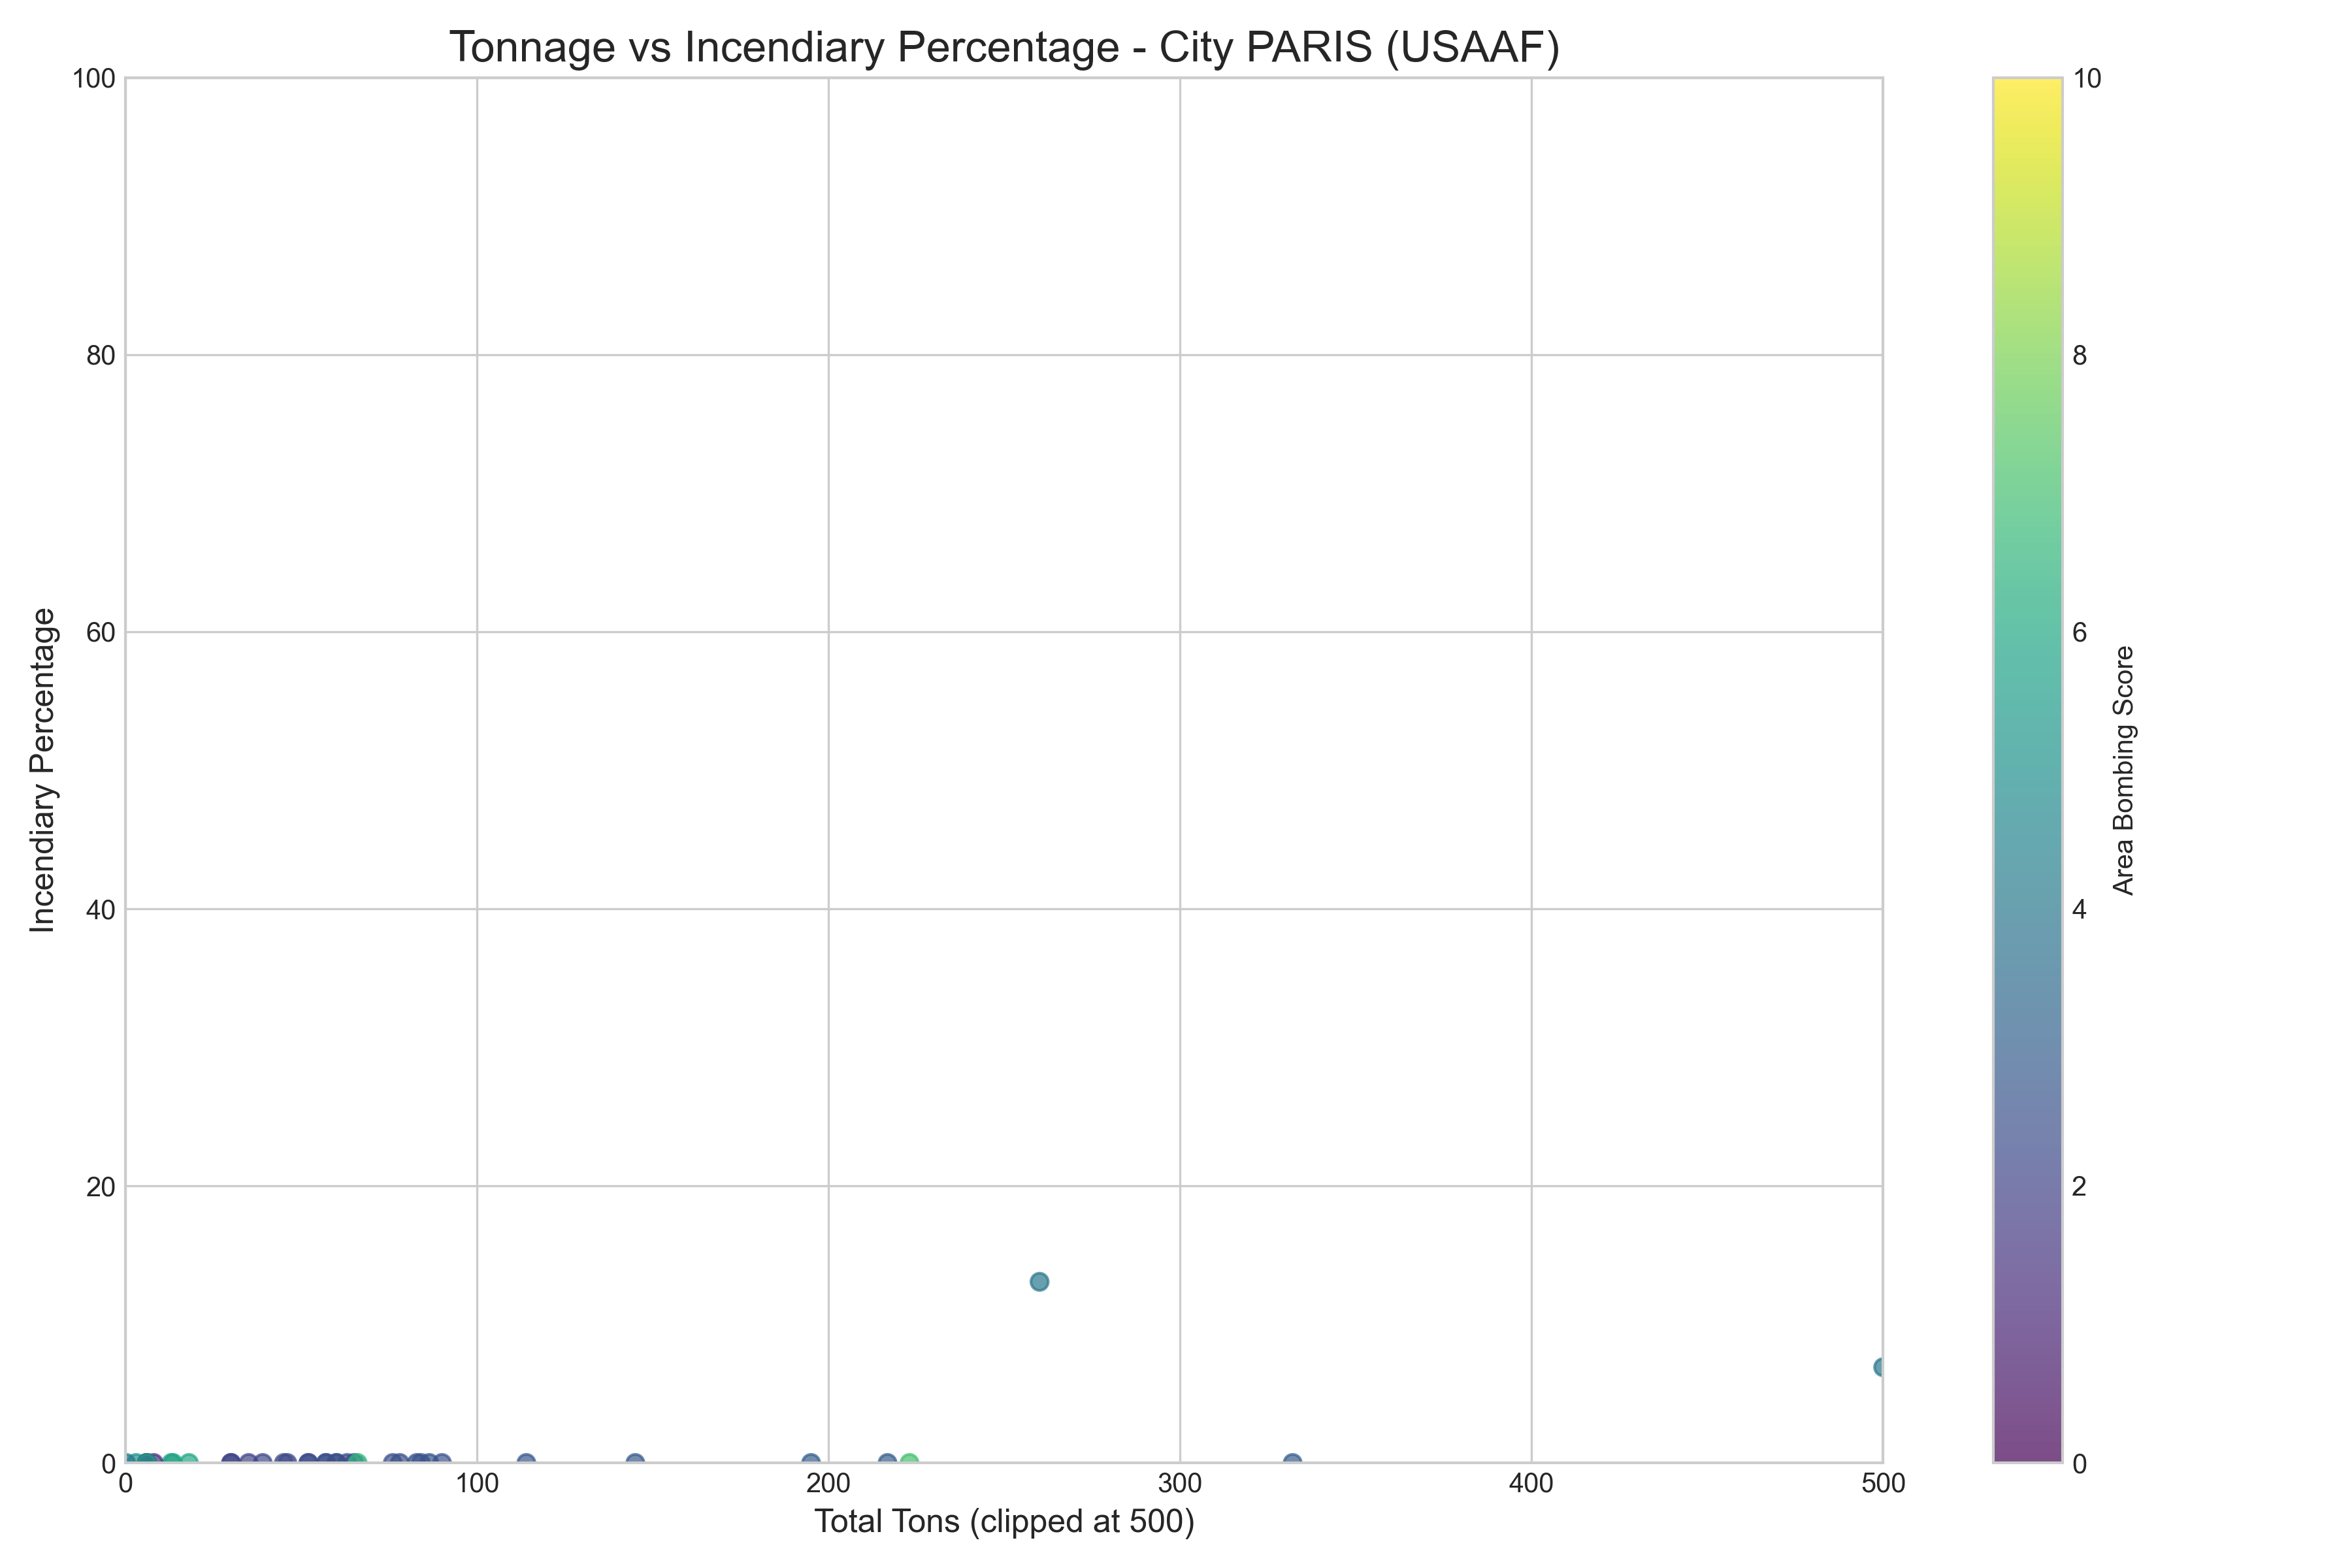 Tonnage vs Incendiary Percentage - City PARIS (USAAF)
100
80
60
40
20
0
Incendiary Percentage
0 100 200 300 400 500
Total Tons (clipped at 500)
10
8
6
4
2
0
Area Bombing Score